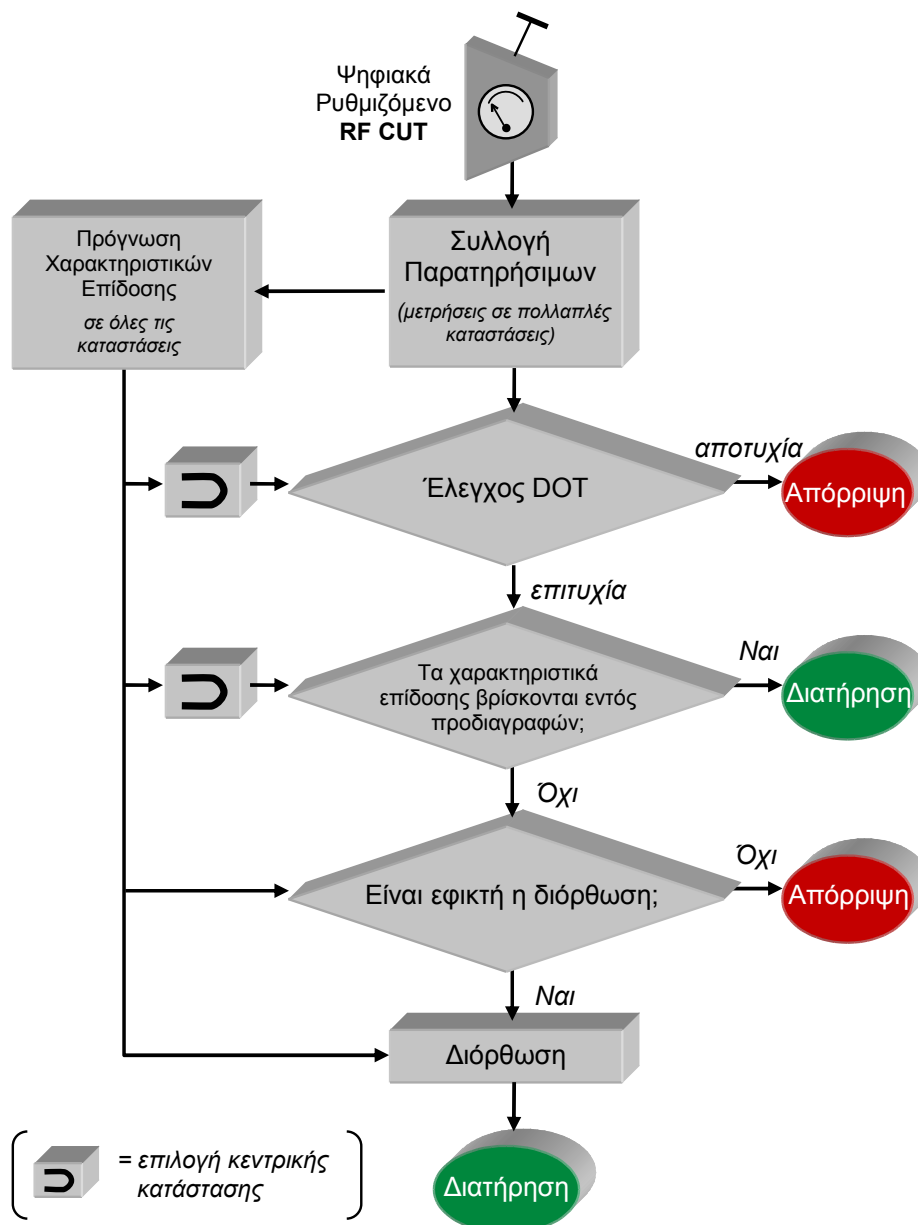 Ψηφιακά
Ρυθμιζόμενο
RF CUT
Πρόγνωση
Χαρακτηριστικών
Επίδοσης
σε όλες τις
καταστάσεις
Συλλογή
Παρατηρήσιμων
(μετρήσεις σε πολλαπλές
καταστάσεις)
Έλεγχος DOT
αποτυχία
Απόρριψη
επιτυχία
Τα χαρακτηριστικά
επίδοσης βρίσκονται εντός
προδιαγραφών;
Ναι
Διατήρηση
Όχι
Είναι εφικτή η διόρθωση;
Όχι
Απόρριψη
Ναι
Διόρθωση
Διατήρηση
= επιλογή κεντρικής
κατάστασης